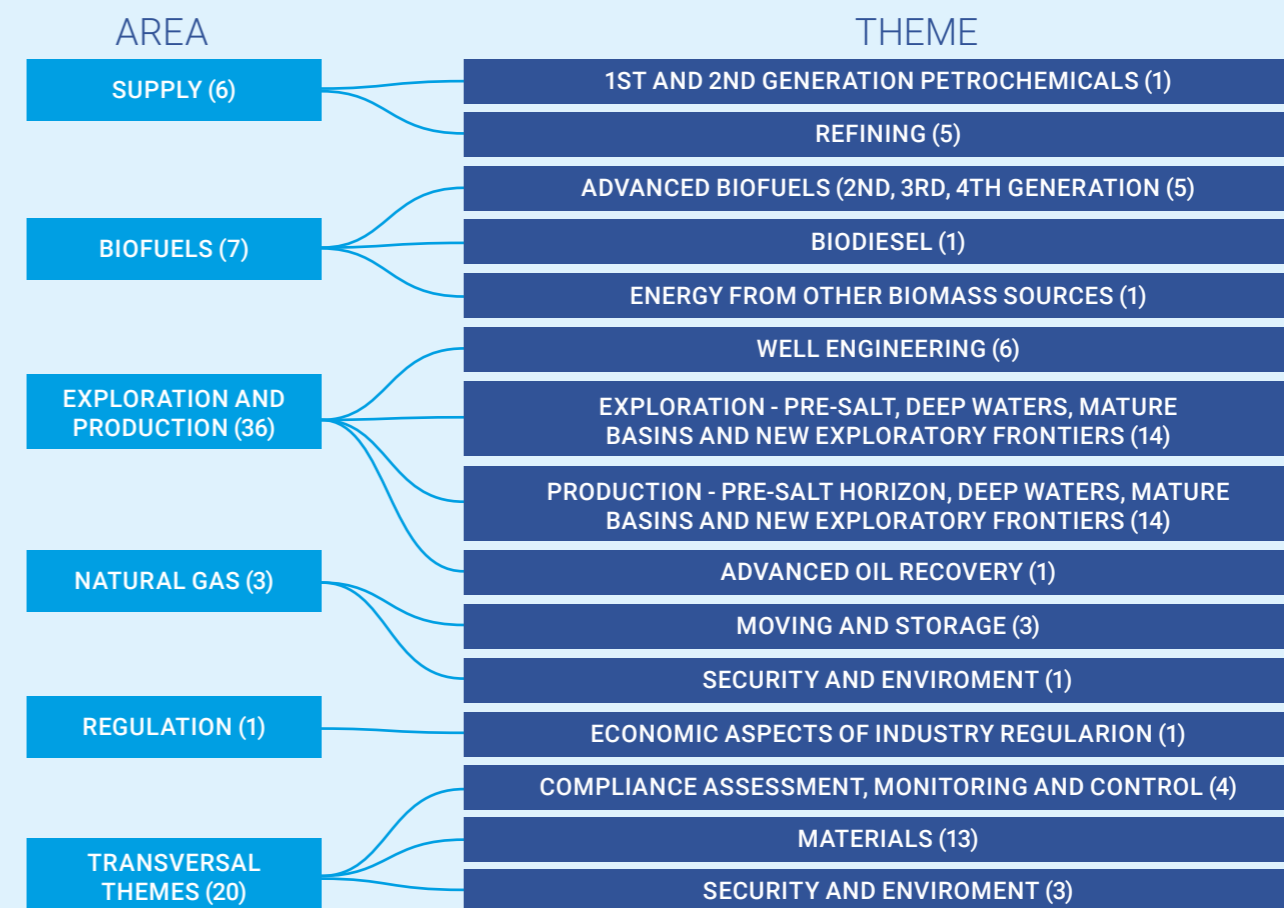 AREA
THEME
SUPPLY (6)
1ST AND 2ND GENERATION PETROCHEMICALS (1)
REFINING (5)
BIOFUELS (7)
ADVANCED BIOFUELS (2ND, 3RD, 4TH GENERATION (5)
BIODIESEL (1)
ENERGY FROM OTHER BIOMASS SOURCES (1)
EXPLORATION AND
PRODUCTION (36)
WELL ENGINEERING (6)
EXPLORATION - PRE-SALT, DEEP WATERS, MATURE
BASINS AND NEW EXPLORATORY FRONTIERS (14)
PRODUCTION - PRE-SALT HORIZON, DEEP WATERS, MATURE
BASINS AND NEW EXPLORATORY FRONTIERS (14)
ADVANCED OIL RECOVERY (1)
NATURAL GAS (3)
MOVING AND STORAGE (3)
SECURITY AND ENVIROMENT (1)
REGULATION (1)
ECONOMIC ASPECTS OF INDUSTRY REGULARION (1)
TRANSVERSAL
THEMES (20)
COMPLIANCE ASSESSMENT, MONITORING AND CONTROL (4)
MATERIALS (13)
SECURITY AND ENVIROMENT (3)